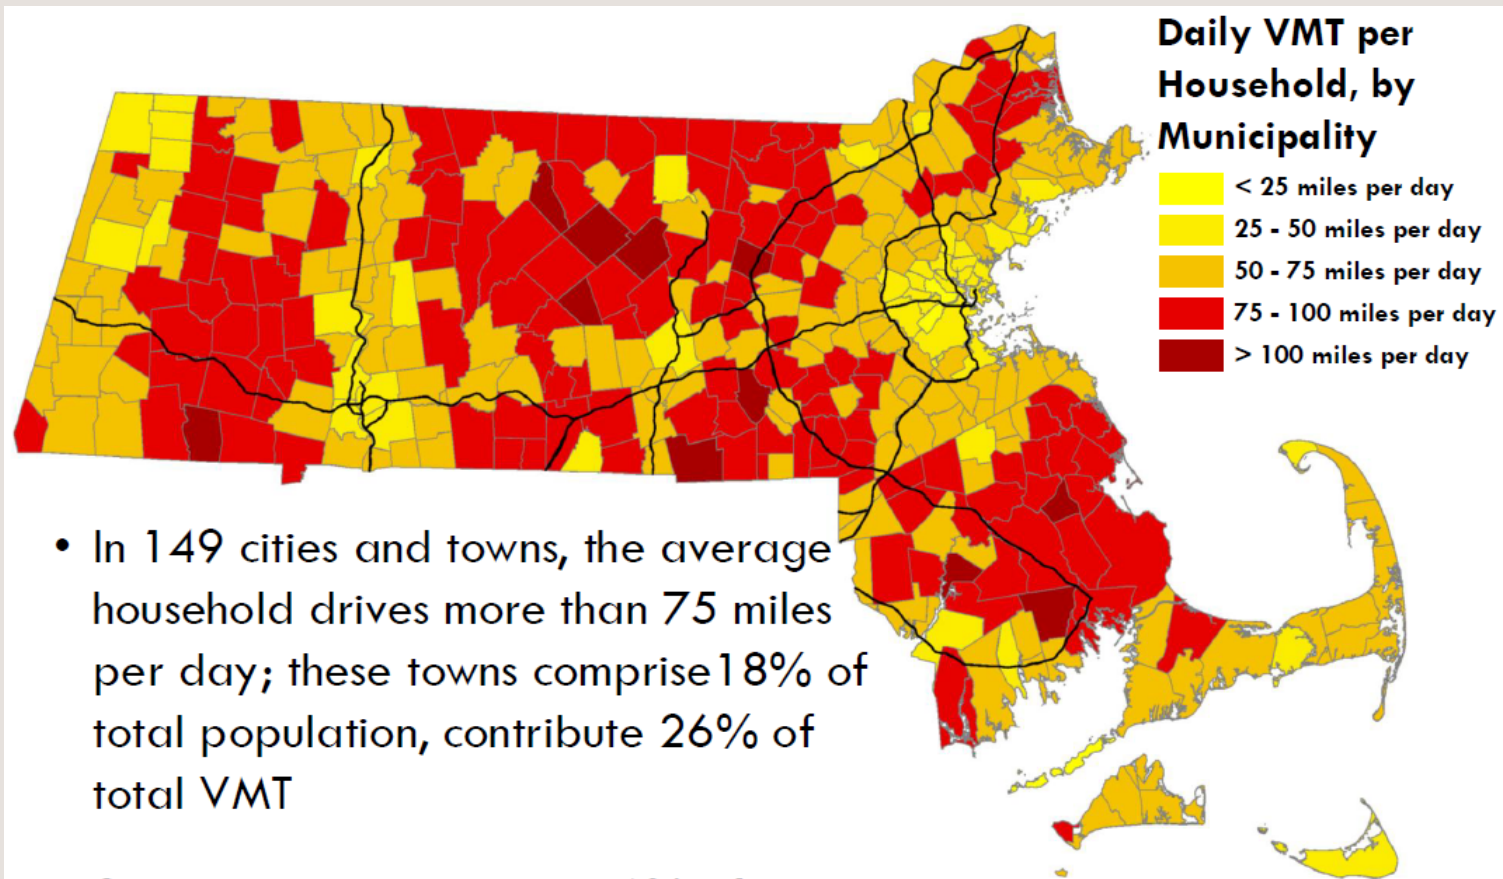 Daily VMT per
Household, by
Municipality
< 25 miles per day
25 - 50 miles per day
50 - 75 miles per day
75 - 100 miles per day
> 100 miles per day
• In 149 cities and towns, the average
household drives more than 75 miles
per day; these towns comprise18% of
total population, contribute 26% of
total VMT